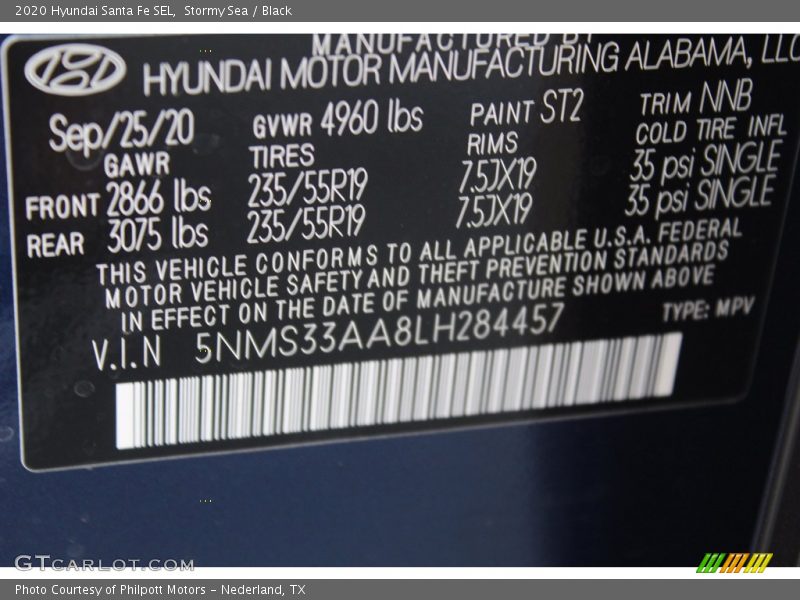 2020 Hyundai Santa Fe SEL, Stormy Sea / Black
MANUFACTURED BY
HYUNDAI MOTOR MANUFACTURING ALABAMA, LLC
Sep/25/20 GVWR 4960 lbs PAINT ST2 TRIM NNB
GAWR TIRES RIMS COLD TIRE INFL
FRONT 2866 lbs 235/55R19 7.5JX19 35 psi SINGLE
REAR 3075 lbs 235/55R19 7.5JX19 35 psi SINGLE
THIS VEHICLE CONFORMS TO ALL APPLICABLE U.S.A. FEDERAL
MOTOR VEHICLE SAFETY AND THEFT PREVENTION STANDARDS
IN EFFECT ON THE DATE OF MANUFACTURE SHOWN ABOVE
V.I.N 5NMS33AA8LH284457 TYPE: MPV
GTCARLOT.COM
Photo Courtesy of Philpott Motors - Nederland, TX